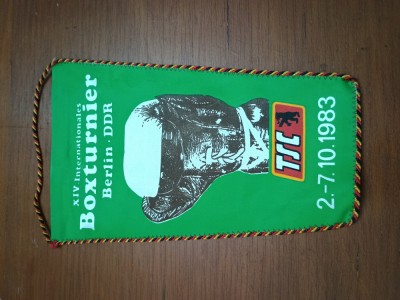 XIV Internationales
Boxturnier
Berlin · DDR
TSC
2.-7.10.1983